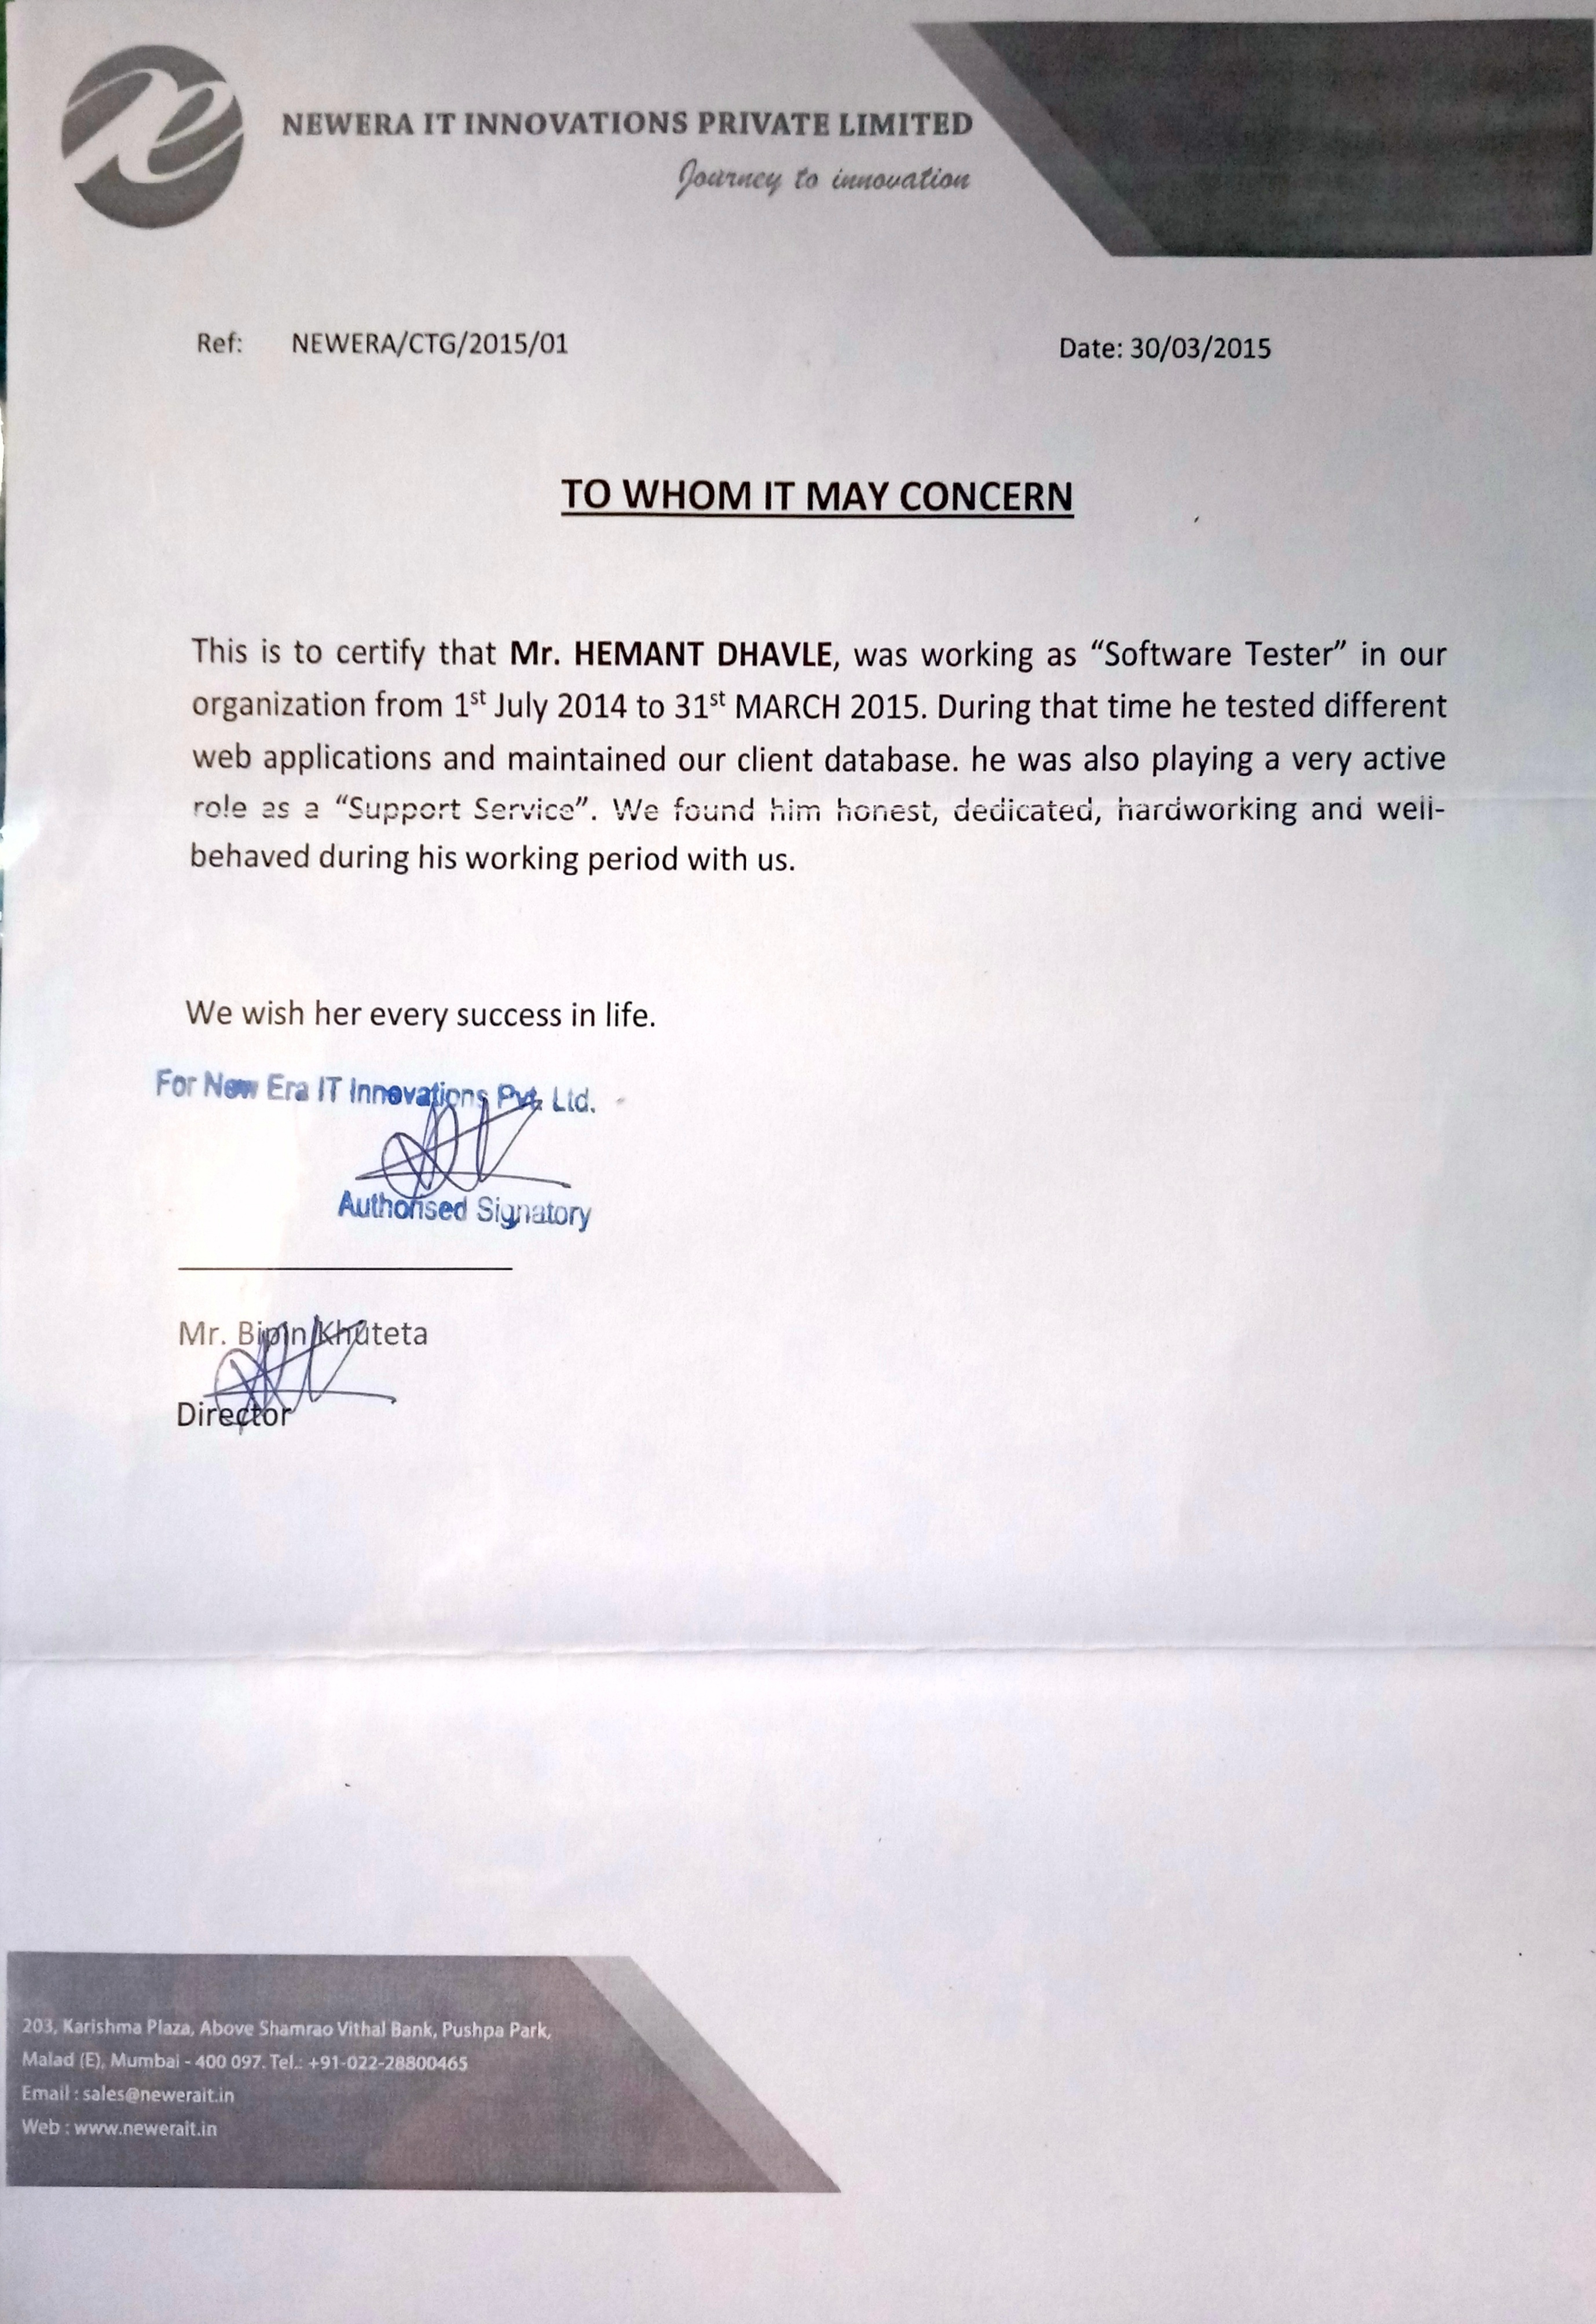 NEWERA IT INNOVATIONS PRIVATE LIMITED
Journey to innovation
Ref: NEWERA/CTG/2015/01 Date: 30/03/2015
TO WHOM IT MAY CONCERN
This is to certify that Mr. HEMANT DHAVLE, was working as “Software Tester” in our
organization from 1st July 2014 to 31st MARCH 2015. During that time he tested different
web applications and maintained our client database. he was also playing a very active
role as a “Support Service”. We found him honest, dedicated, hardworking and well-
behaved during his working period with us.
We wish her every success in life.
For New Era IT Innovations Pvt. Ltd.
Authorised Signatory
Mr. Bipin Khuteta
Director
203, Karishma Plaza, Above Shamrao Vithal Bank, Pushpa Park,
Malad (E), Mumbai - 400 097. Tel.: +91-022-28800465
Email : sales@newerait.in
Web : www.newerait.in